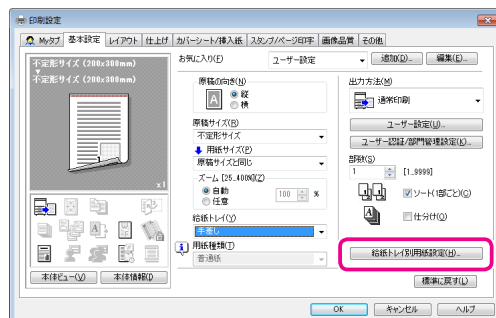 印刷設定
Myタブ 基本設定 レイアウト 仕上げ カバーシート/挿入紙 スタンプ/ページ印字 画像品質 その他
不定形サイズ (200x300mm)
不定形サイズ (200x300mm)
x1
本体ビュー(V)
本体情報(I)
お気に入り(F) ユーザー設定 追加(D)... 編集(E)...
原稿の向き(N)
縦
横
原稿サイズ(R)
不定形サイズ
用紙サイズ(P)
原稿サイズと同じ
ズーム [25..400%](Z)
自動
任意
100 %
給紙トレイ(Y)
手差し
用紙種類(T)
普通紙
出力方法(M)
通常印刷
ユーザー設定(U)...
ユーザー認証/部門管理設定(K)...
部数(S)
1 [1..9999]
ソート(1部ごと)(G)
仕分け(O)
給紙トレイ別用紙設定(H)...
標準に戻す(L)
OK キャンセル ヘルプ